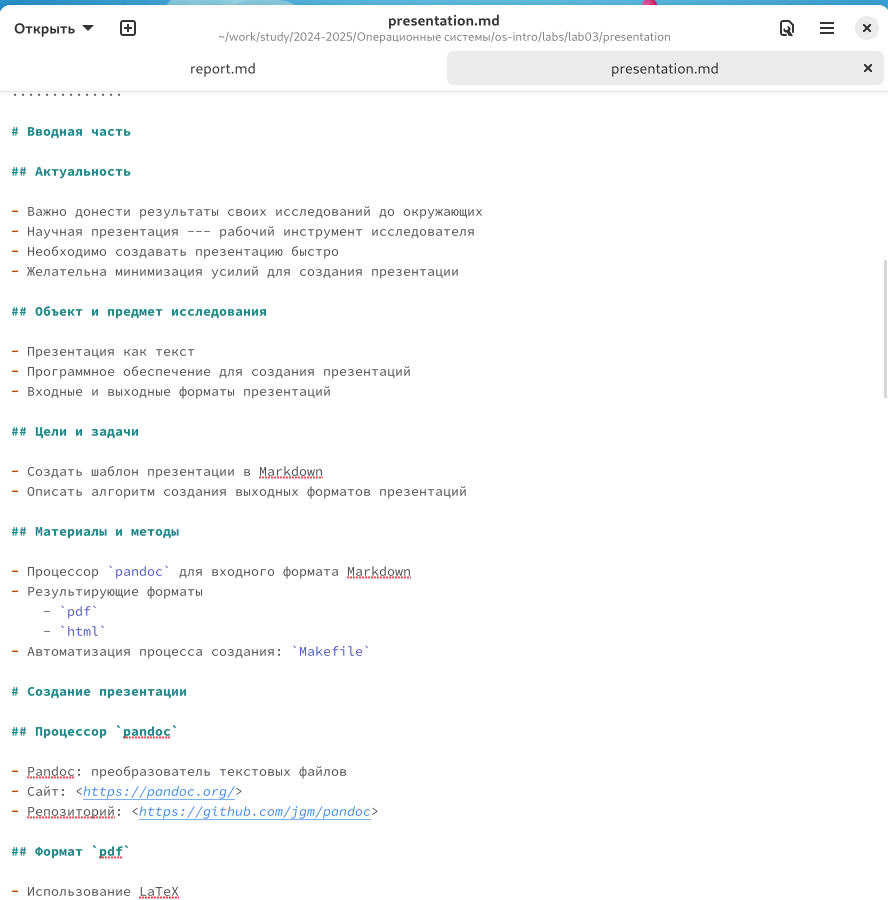 Открыть
presentation.md
~/work/study/2024-2025/Операционные системы/os-intro/labs/lab03/presentation
report.md
presentation.md
..............
# Вводная часть
## Актуальность
- Важно донести результаты своих исследований до окружающих
- Научная презентация --- рабочий инструмент исследователя
- Необходимо создавать презентацию быстро
- Желательна минимизация усилий для создания презентации
## Объект и предмет исследования
- Презентация как текст
- Программное обеспечение для создания презентаций
- Входные и выходные форматы презентаций
## Цели и задачи
- Создать шаблон презентации в Markdown
- Описать алгоритм создания выходных форматов презентаций
## Материалы и методы
- Процессор `pandoc` для входного формата Markdown
- Результирующие форматы
    - `pdf`
    - `html`
- Автоматизация процесса создания: `Makefile`
# Создание презентации
## Процессор `pandoc`
- Pandoc: преобразователь текстовых файлов
- Сайт: <https://pandoc.org/>
- Репозиторий: <https://github.com/jgm/pandoc>
## Формат `pdf`
- Использование LaTeX